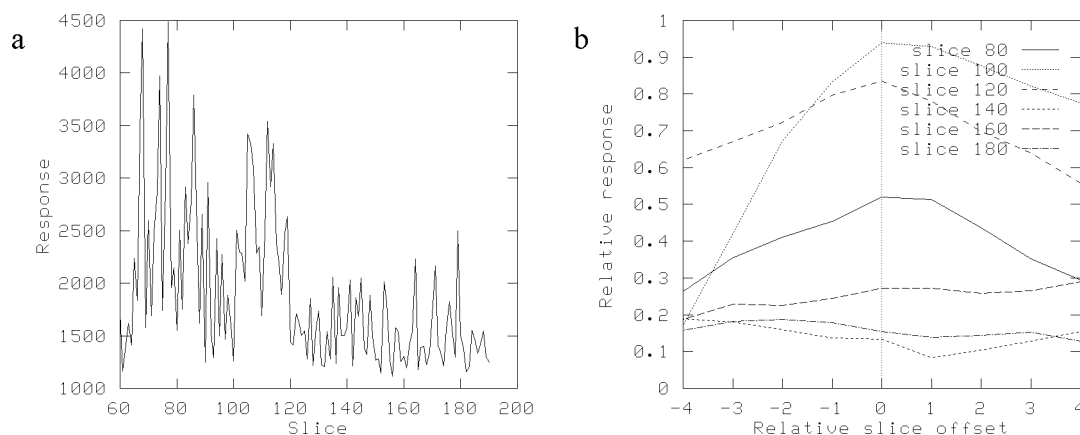 a
4500
4000
3500
3000
2500
2000
1500
1000
Response
60 80 100 120 140 160 180 200
Slice
b
1
0.9
0.8
0.7
0.6
0.5
0.4
0.3
0.2
0.1
0
Relative response
slice 80
slice 100
slice 120
slice 140
slice 160
slice 180
-4 -3 -2 -1 0 1 2 3 4
Relative slice offset